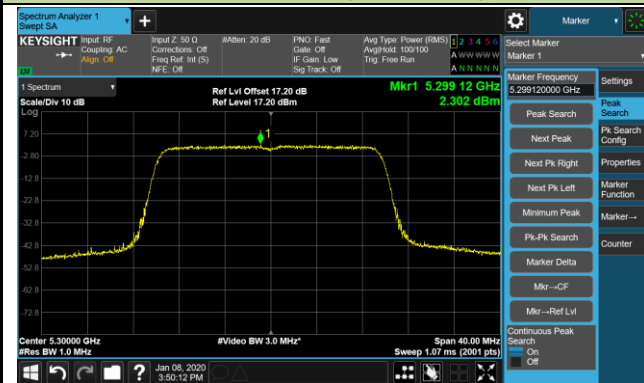 Spectrum Analyzer 1
Swept SA
Marker
KEYSIGHT
Input: RF
Coupling: AC
Align: Off
Input Z: 50 Ω
Corrections: Off
Freq Ref: Int (S)
NFE: Off
#Atten: 20 dB
PNO: Fast
Gate: Off
IF Gain: Low
Sig Track: Off
Avg Type: Power (RMS)
Avg|Hold: 100/100
Trig: Free Run
1 2 3 4 5 6
A W W W W W
A N N N N N
LV
Select Marker
Marker 1
1 Spectrum
Scale/Div 10 dB
Log
Ref Lvl Offset 17.20 dB
Ref Level 17.20 dBm
Mkr1 5.299 12 GHz
2.302 dBm
1
7.20
-2.80
-12.8
-22.8
-32.8
-42.8
-52.8
-62.8
-72.8
Center 5.30000 GHz
#Res BW 1.0 MHz
#Video BW 3.0 MHz*
Span 40.00 MHz
Sweep 1.07 ms (2001 pts)
Marker Frequency
5.299120000 GHz
Peak Search
Next Peak
Next Pk Right
Next Pk Left
Minimum Peak
Pk-Pk Search
Marker Delta
Mkr→CF
Mkr→Ref Lvl
Continuous Peak
Search
On
Off
Settings
Peak
Search
Pk Search
Config
Properties
Marker
Function
Marker→
Counter
?
Jan 08, 2020
3:50:12 PM